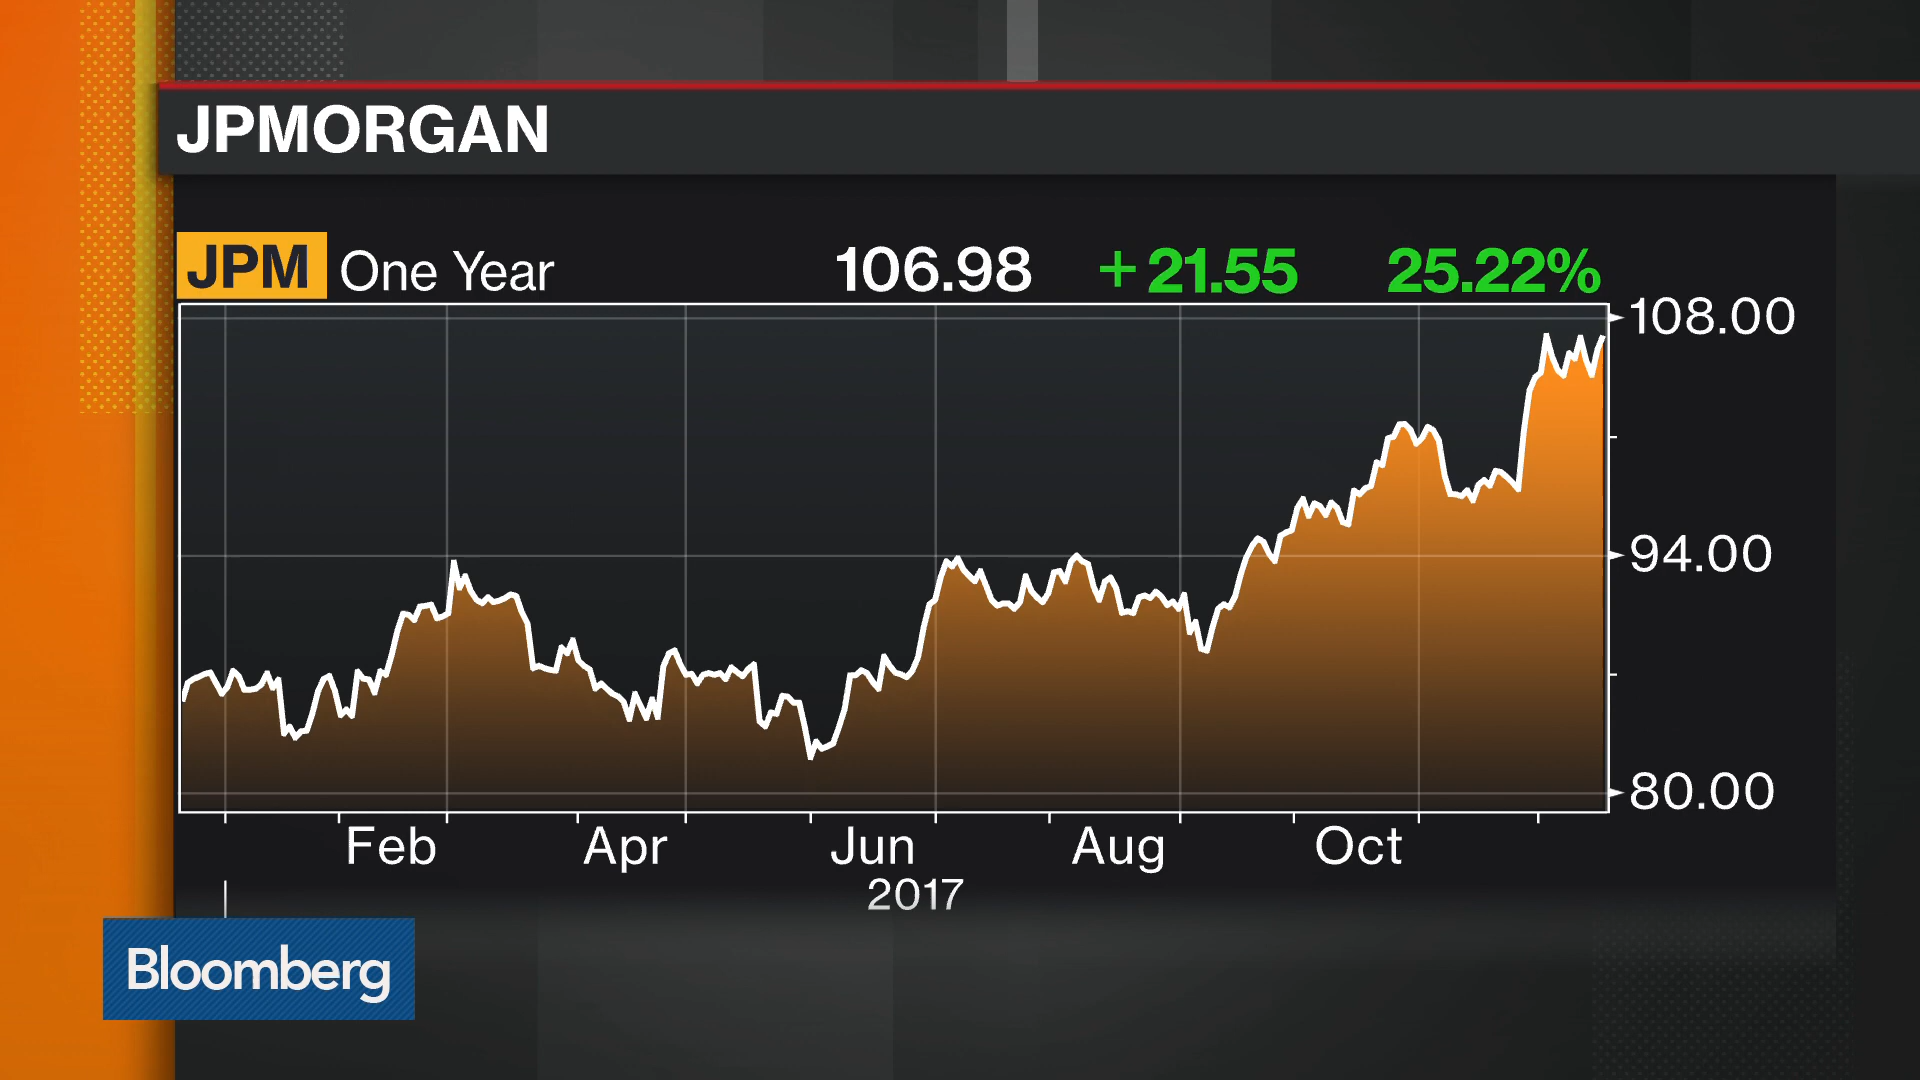 JPMORGAN
JPM One Year 106.98 +21.55 25.22%
108.00
94.00
80.00
Feb Apr Jun Aug Oct
2017
Bloomberg